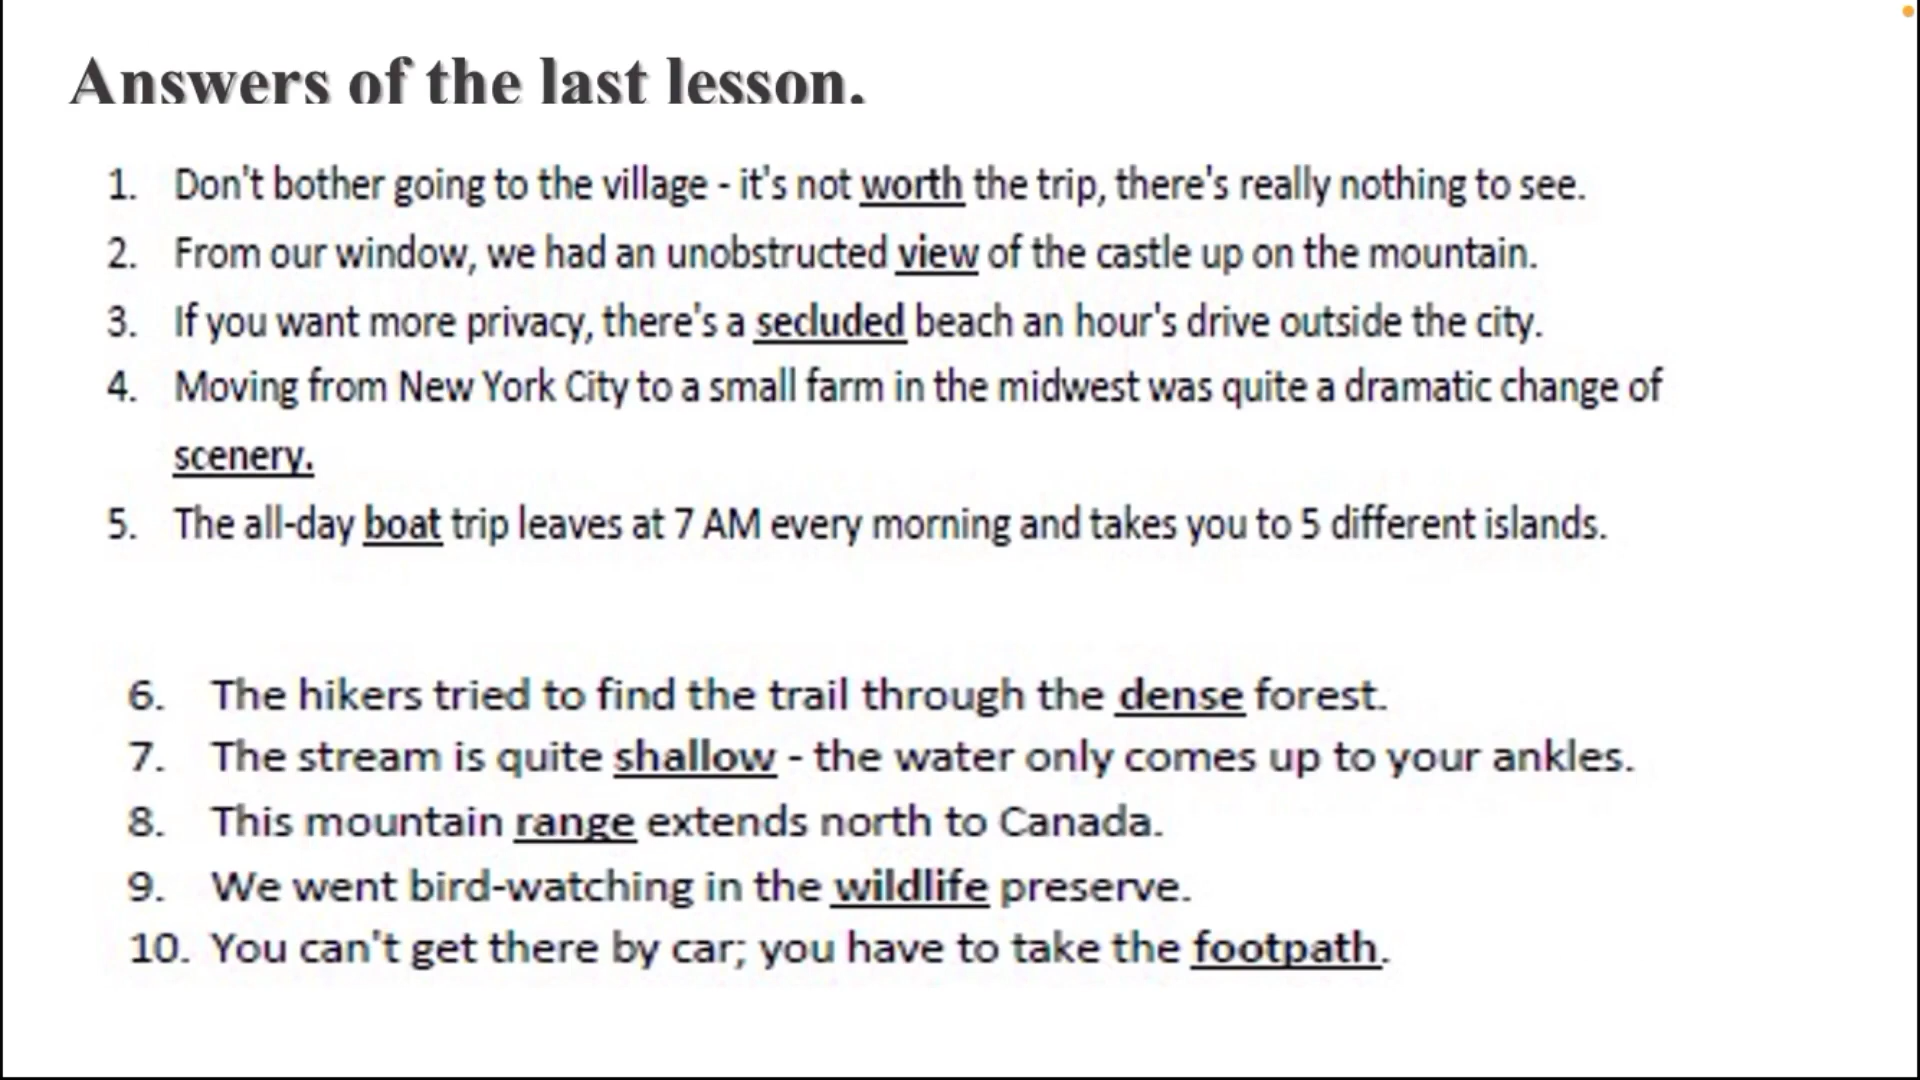 Answers of the last lesson.
1. Don't bother going to the village - it's not worth the trip, there's really nothing to see.
2. From our window, we had an unobstructed view of the castle up on the mountain.
3. If you want more privacy, there's a secluded beach an hour's drive outside the city.
4. Moving from New York City to a small farm in the midwest was quite a dramatic change of
scenery.
5. The all-day boat trip leaves at 7 AM every morning and takes you to 5 different islands.
6. The hikers tried to find the trail through the dense forest.
7. The stream is quite shallow - the water only comes up to your ankles.
8. This mountain range extends north to Canada.
9. We went bird-watching in the wildlife preserve.
10. You can't get there by car; you have to take the footpath.